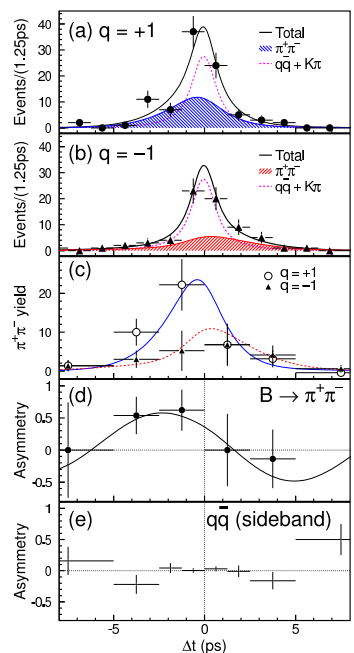 (a) q = +1
Total
π⁺π⁻
qq̄ + Kπ
Events/(1.25ps)
40
30
20
10
0
(b) q = −1
Total
π⁺π⁻
qq̄ + Kπ
Events/(1.25ps)
40
30
20
10
0
(c)
q = +1
q = −1
π⁺π⁻ yield
20
10
0
(d)
B → π⁺π⁻
Asymmetry
0.5
0
-0.5
(e)
qq̄ (sideband)
Asymmetry
0.5
0
-0.5
-5 0 5
Δt (ps)